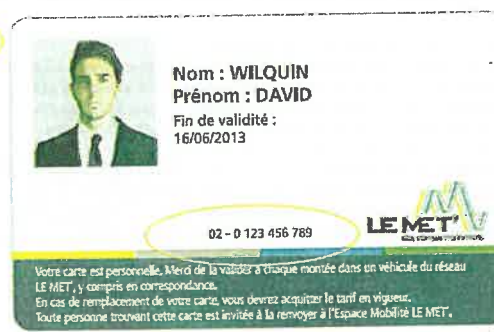 Nom : WILQUIN
Prénom : DAVID
Fin de validité :
16/06/2013
02 - 0 123 456 789
LE MET'
Votre carte est personnelle, Merci de la valider à chaque montée dans un véhicule du réseau
LE MET', y compris en correspondance.
En cas de remplacement de votre carte, vous devrez acquitter le tarif en vigueur.
Toute personne trouvant cette carte est invitée à la renvoyer à l'Espace Mobilité LE MET'.